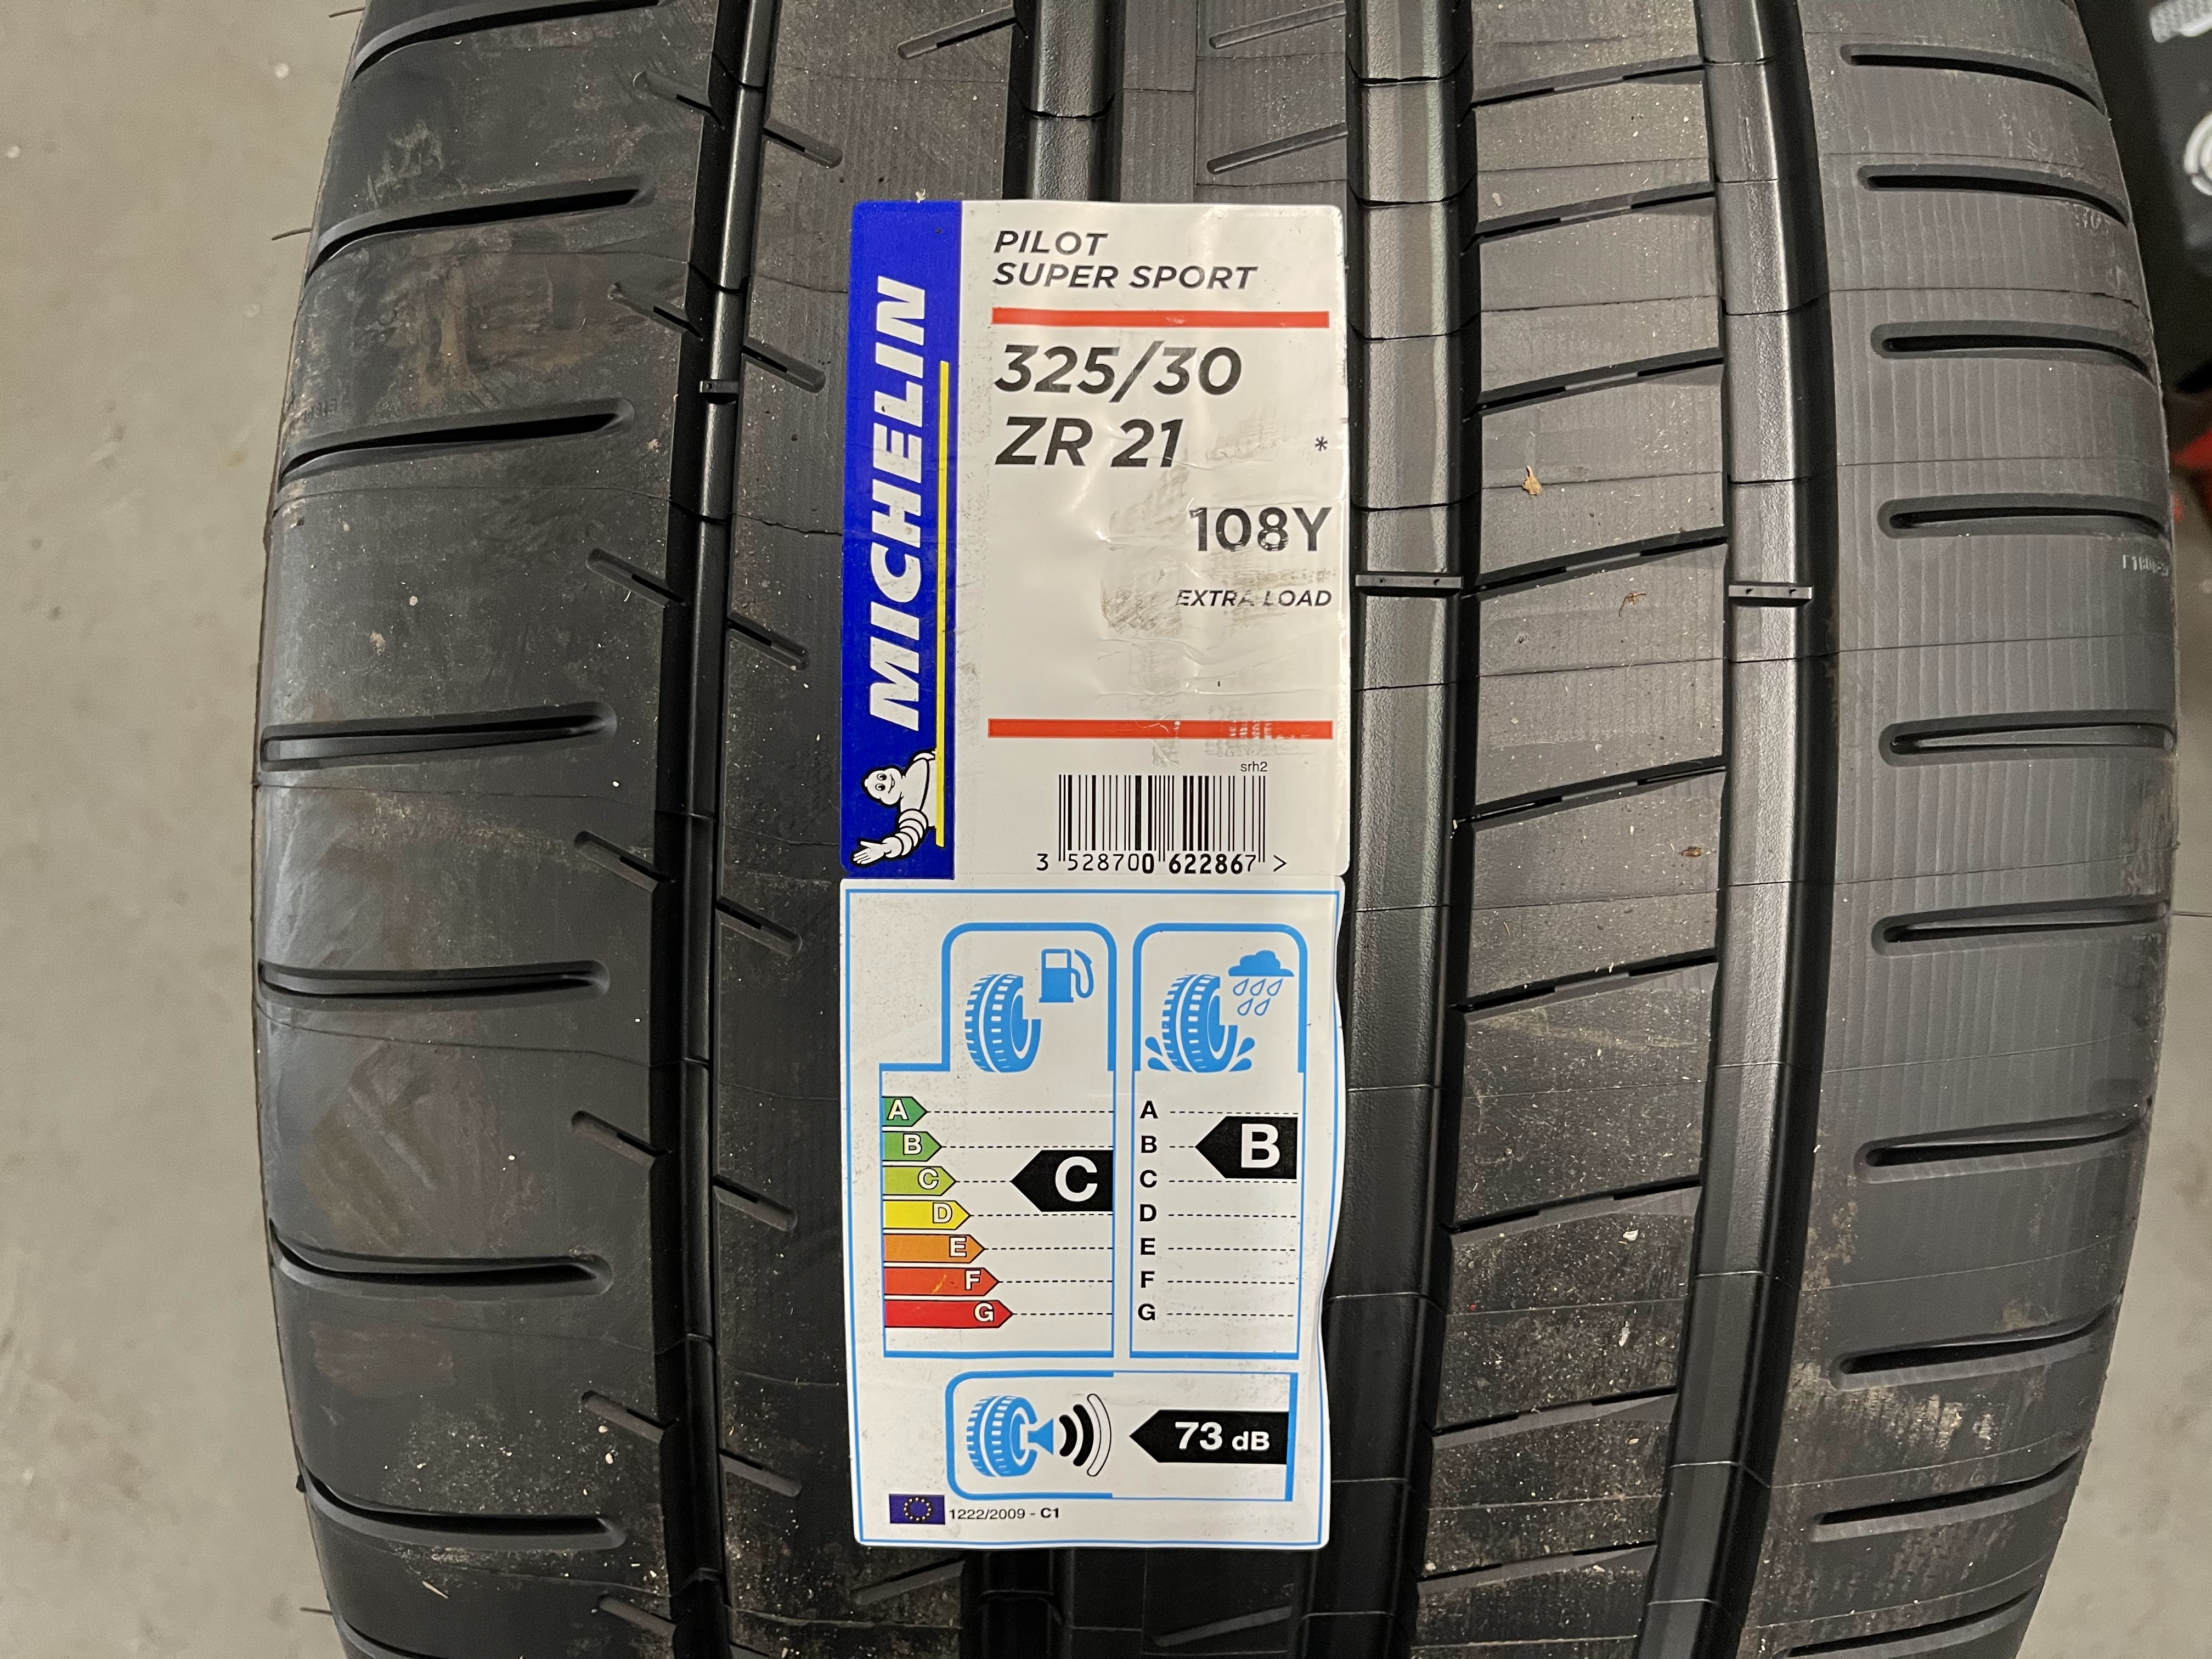 MICHELIN
PILOT
SUPER SPORT
325/30
ZR 21 *
108Y
EXTRA LOAD
srh2
3 528700 622867 >
A
B
C
D
E
F
G
C
A
B
C
D
E
F
G
B
73 dB
1222/2009 - C1